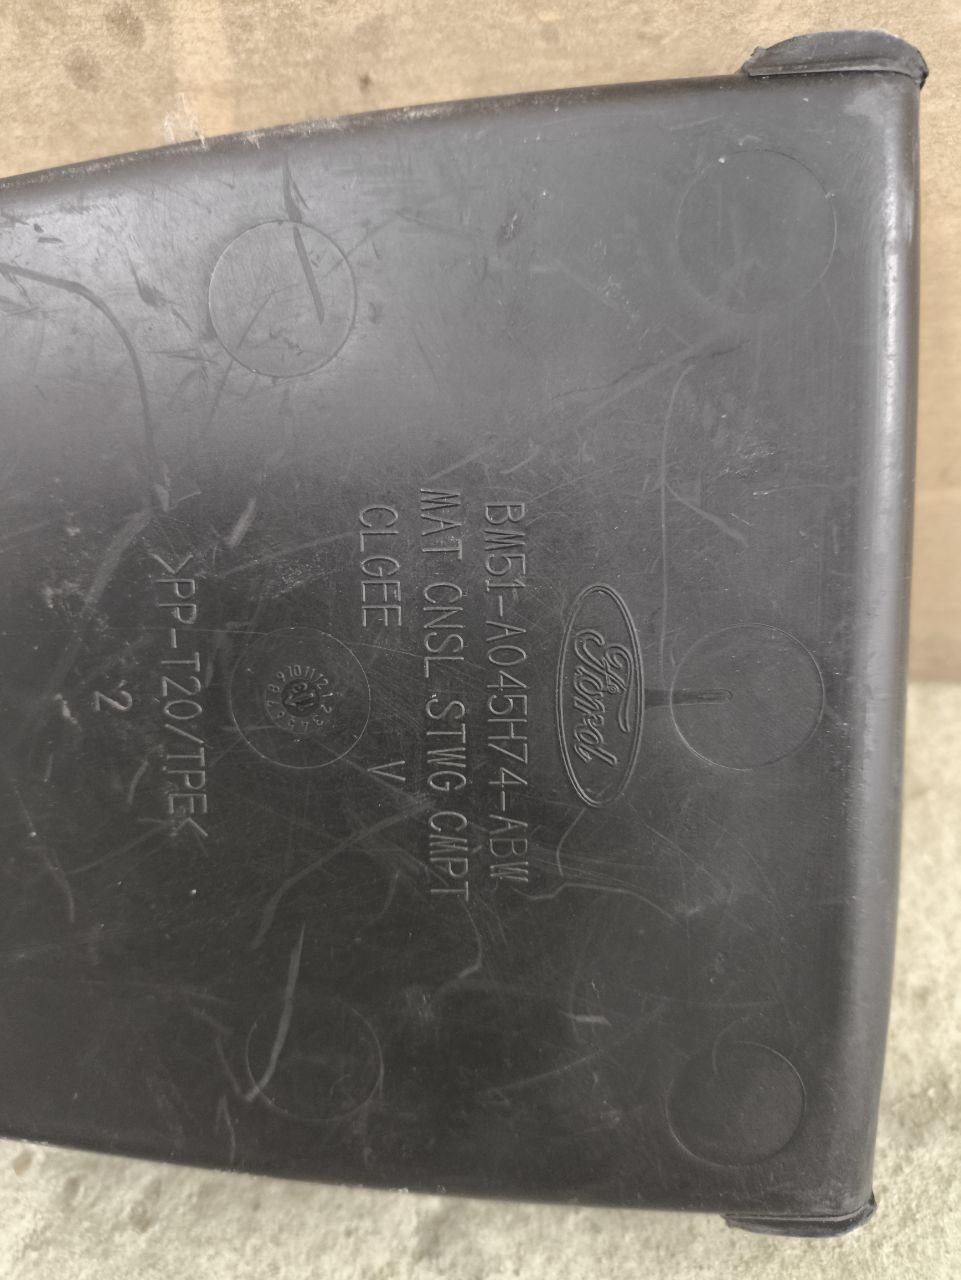 Ford
BM51-A045H74-ABW
MAT CNSL STWG CMPT
CLGEE V
>PP-T20/TPE<
2